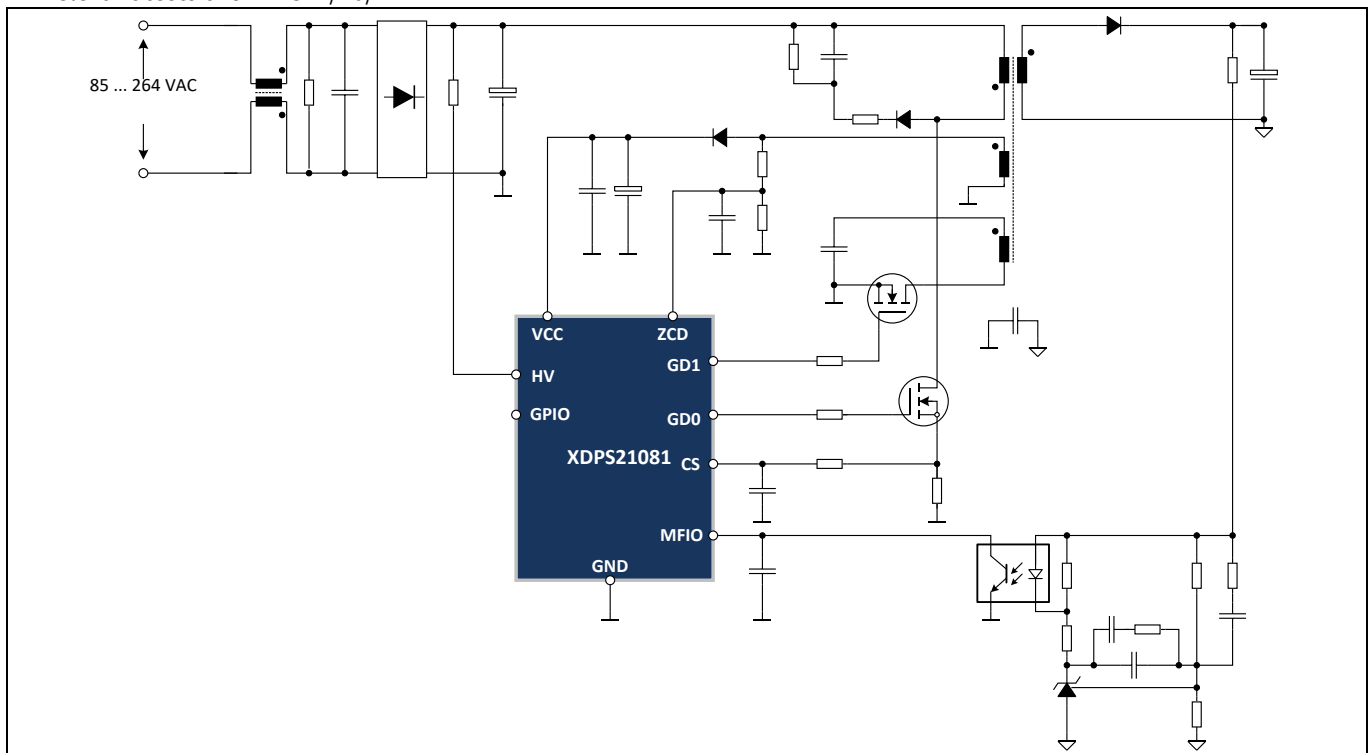 85 ... 264 VAC
VCC
ZCD
GD1
HV
GPIO
GD0
XDPS21081
CS
MFIO
GND